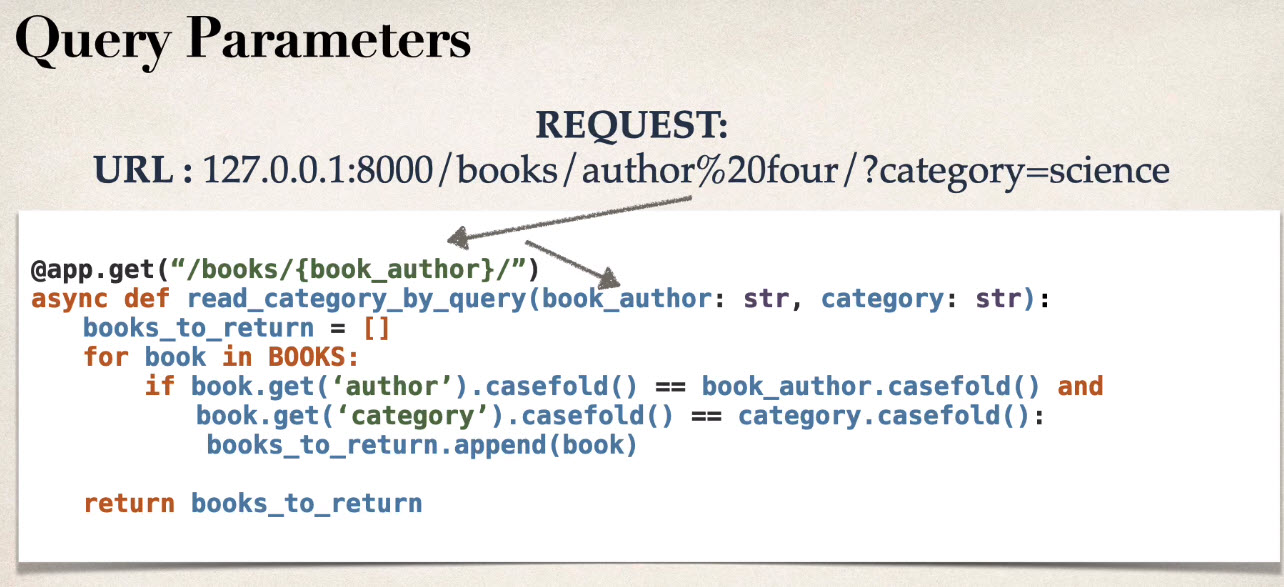 Query Parameters
REQUEST:
URL : 127.0.0.1:8000/books/author%20four/?category=science
@app.get(“/books/{book_author}/”)
async def read_category_by_query(book_author: str, category: str):
books_to_return = []
for book in BOOKS:
if book.get(‘author’).casefold() == book_author.casefold() and
book.get(‘category’).casefold() == category.casefold():
books_to_return.append(book)
return books_to_return